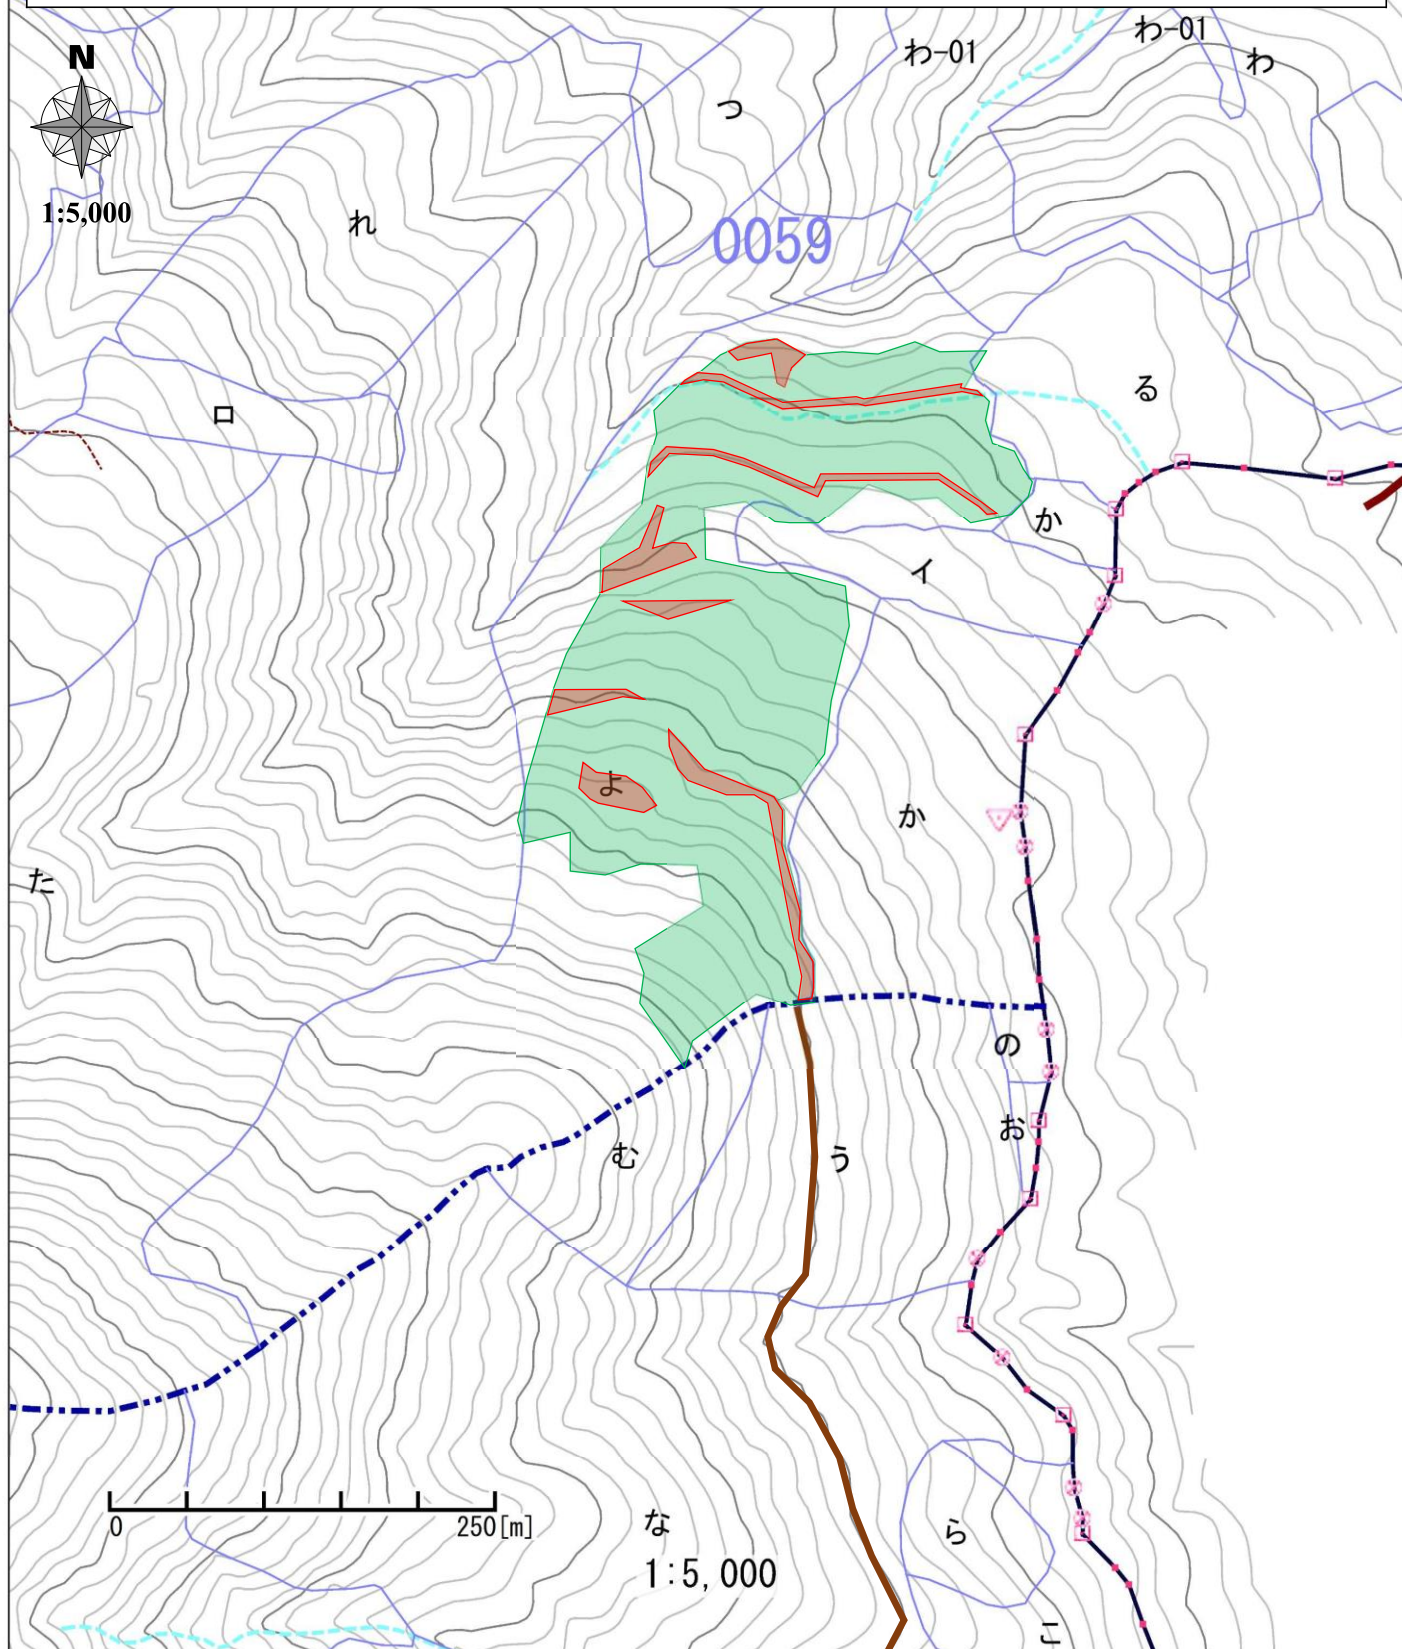 わ-01
わ-01
わ
N
つ
1:5,000
れ
0059
る
ロ
か
イ
よ
か
た
の
お
む
う
0 250[m]
な
ら
1:5,000
こ